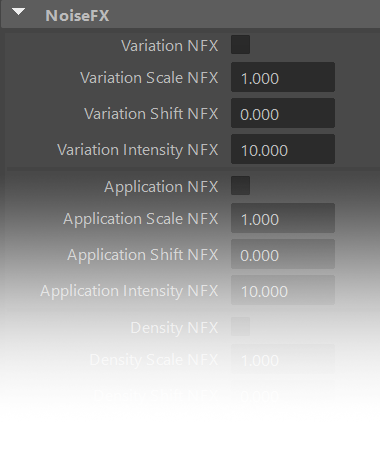 NoiseFX
Variation NFX
Variation Scale NFX 1.000
Variation Shift NFX 0.000
Variation Intensity NFX 10.000
Application NFX
Application Scale NFX 1.000
Application Shift NFX 0.000
Application Intensity NFX 10.000
Density NFX
Density Scale NFX 1.000